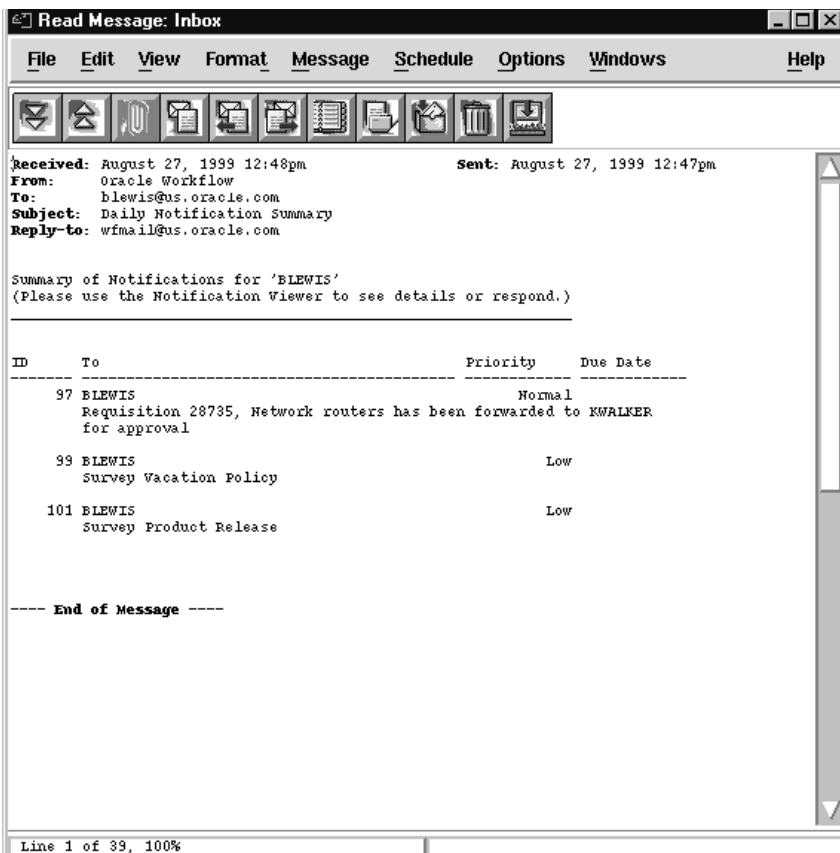 Read Message: Inbox
File Edit View Format Message Schedule Options Windows Help
Received: August 27, 1999 12:48pm Sent: August 27, 1999 12:47pm
From: Oracle Workflow
To: blewis@us.oracle.com
Subject: Daily Notification Summary
Reply-to: wfmail@us.oracle.com
Summary of Notifications for 'BLEWIS'
(Please use the Notification Viewer to see details or respond.)
ID To Priority Due Date
97 BLEWIS Normal
Requisition 28735, Network routers has been forwarded to KWALKER
for approval
99 BLEWIS Low
Survey Vacation Policy
101 BLEWIS Low
Survey Product Release
---- End of Message ----
Line 1 of 39, 100%